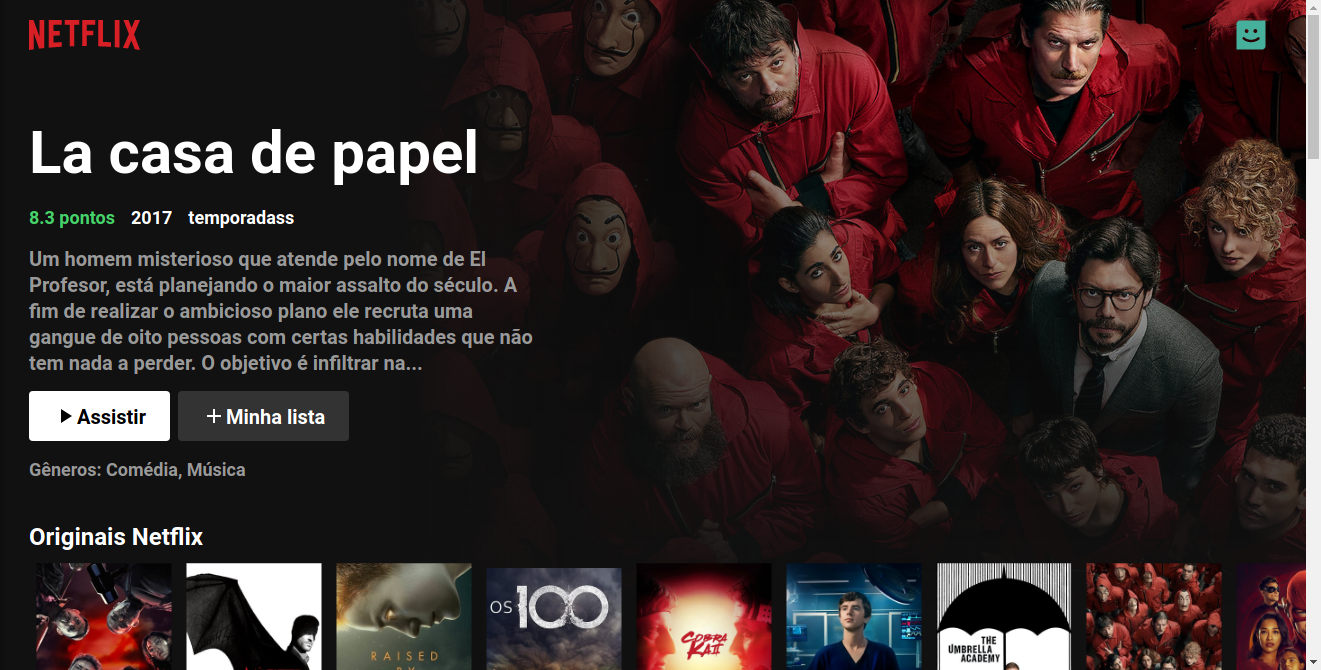 NETFLIX
La casa de papel
8.3 pontos 2017 temporadass
Um homem misterioso que atende pelo nome de El
Profesor, está planejando o maior assalto do século. A
fim de realizar o ambicioso plano ele recruta uma
gangue de oito pessoas com certas habilidades que não
tem nada a perder. O objetivo é infiltrar na...
Assistir
Minha lista
Gêneros: Comédia, Música
Originais Netflix
OS 100
RAISED
COBRA
KAI
THE
UMBRELLA
ACADEMY